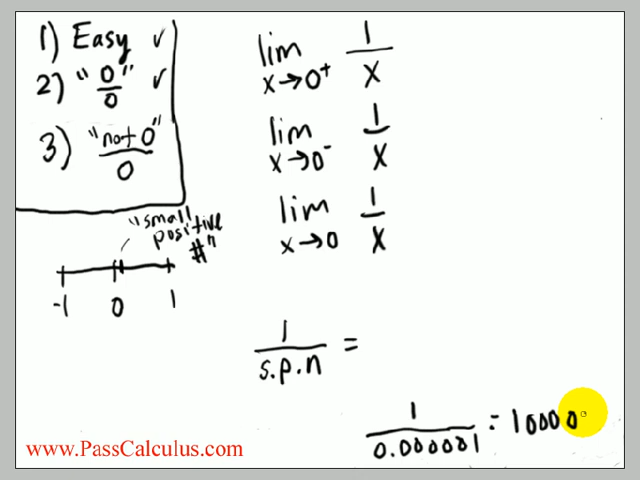 1) Easy ✓
2) "0/0" ✓
3) "not 0"/0
"small
positive
#"
-1 0 1
lim x→0⁺ 1/x
lim x→0⁻ 1/x
lim x→0 1/x
1/s.p.n =
1/0.000001 = 10000
www.PassCalculus.com